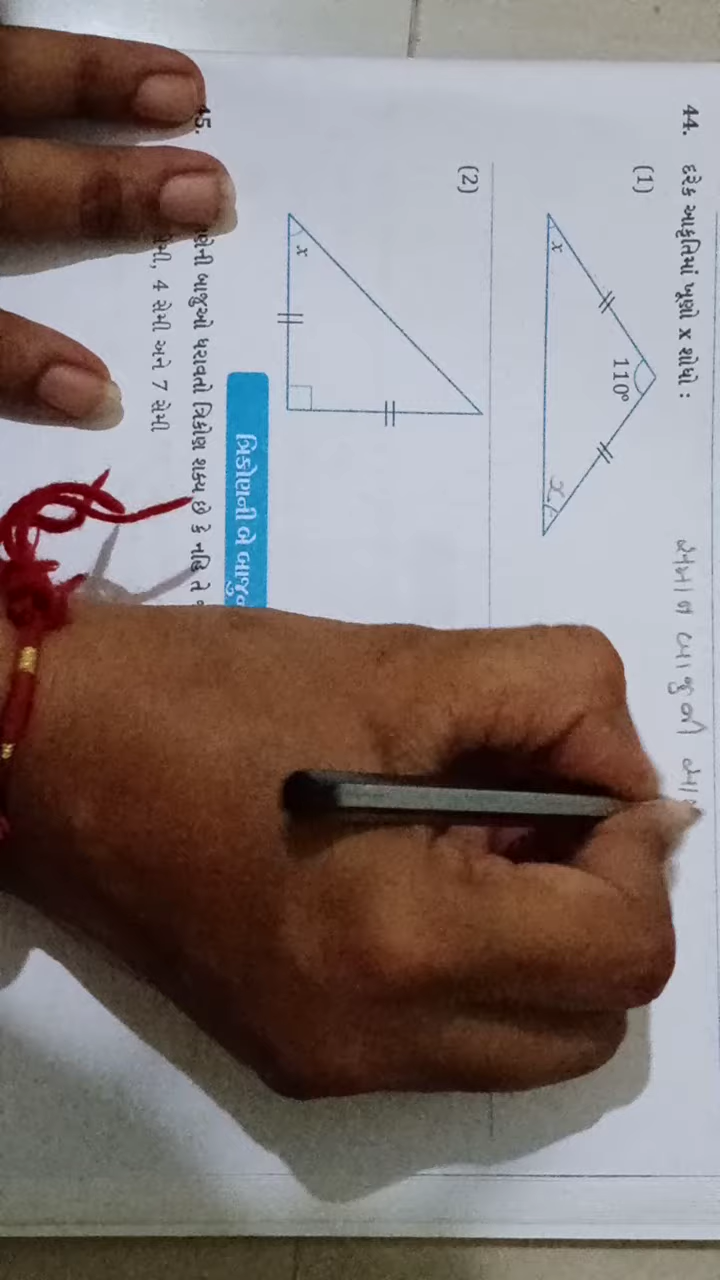 44. દરેક આકૃતિમાં ખૂણો x શોધો :
સમાન બાજુની સા
(1)
110°
x
x
(2)
x
ત્રિકોણની બે બાજુ
45.
બાજુઓ ધરાવતો ત્રિકોણ શક્ય છે કે નહિ તે
4 સેમી અને 7 સેમી